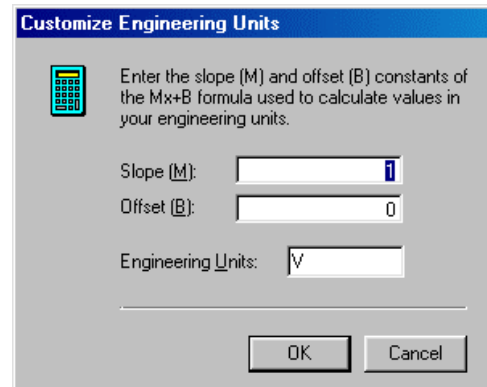 Customize Engineering Units
Enter the slope (M) and offset (B) constants of
the Mx+B formula used to calculate values in
your engineering units.
Slope (M): 1
Offset (B): 0
Engineering Units: V
OK Cancel